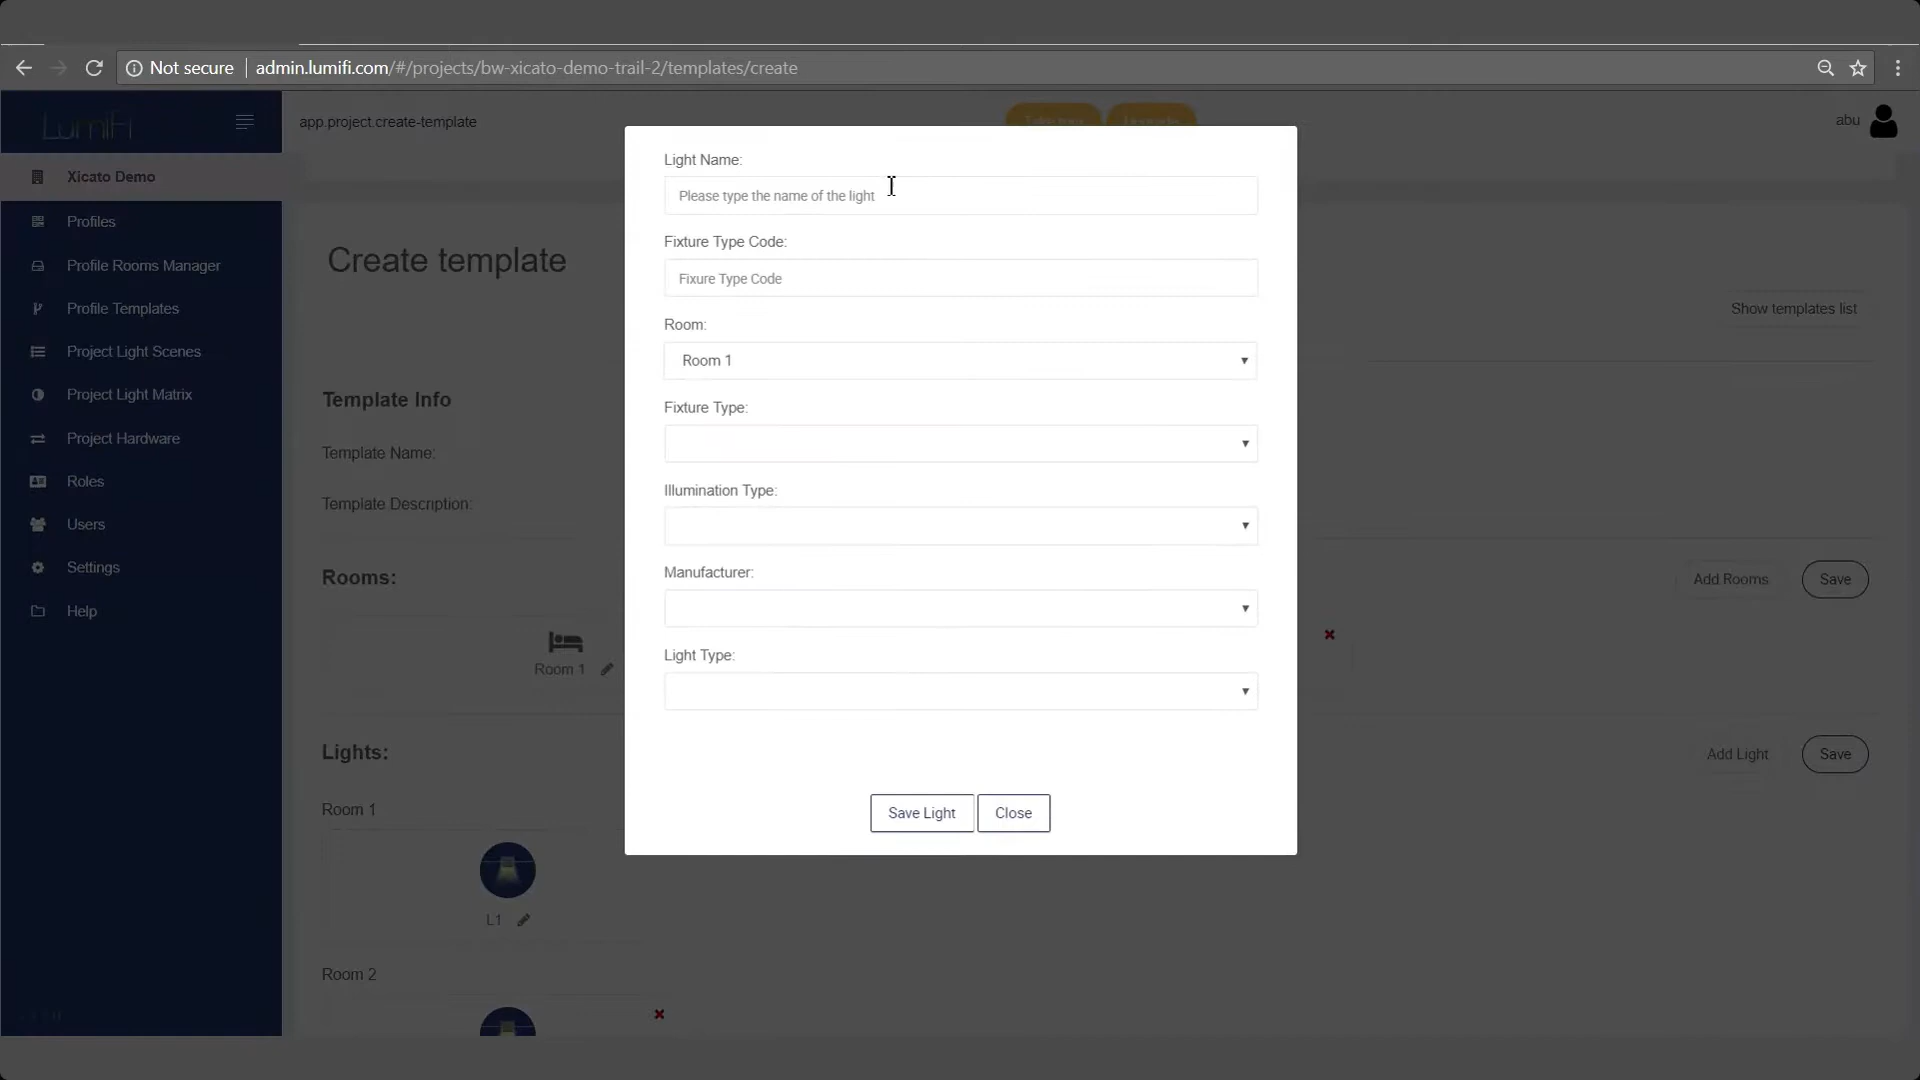 Not secure
admin.lumifi.com/#/projects/bw-xicato-demo-trail-2/templates/create
LumiFi
app.project.create-template
Take tour
Upgrade
abu
Xicato Demo
Profiles
Profile Rooms Manager
Profile Templates
Project Light Scenes
Project Light Matrix
Project Hardware
Roles
Users
Settings
Help
Create template
Show templates list
Template Info
Template Name:
Template Description:
Rooms:
Add Rooms
Save
Room 1
Lights:
Add Light
Save
Room 1
L1
Room 2
Light Name:
Please type the name of the light
Fixture Type Code:
Fixure Type Code
Room:
Room 1
Fixture Type:
Illumination Type:
Manufacturer:
Light Type:
Save Light
Close